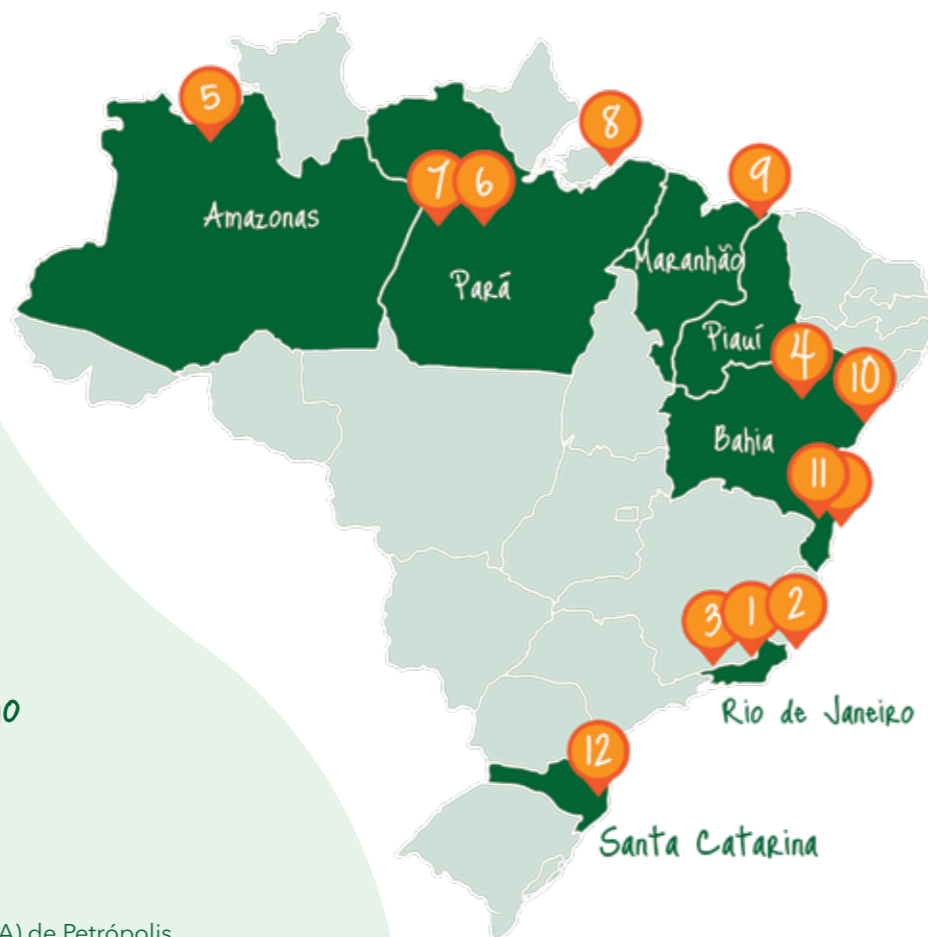 5
8
7
6
9
Amazonas
Maranhão
Pará
Piauí
4
10
Bahia
11
3
1
2
Rio de Janeiro
12
Santa Catarina
A) de Petrópolis